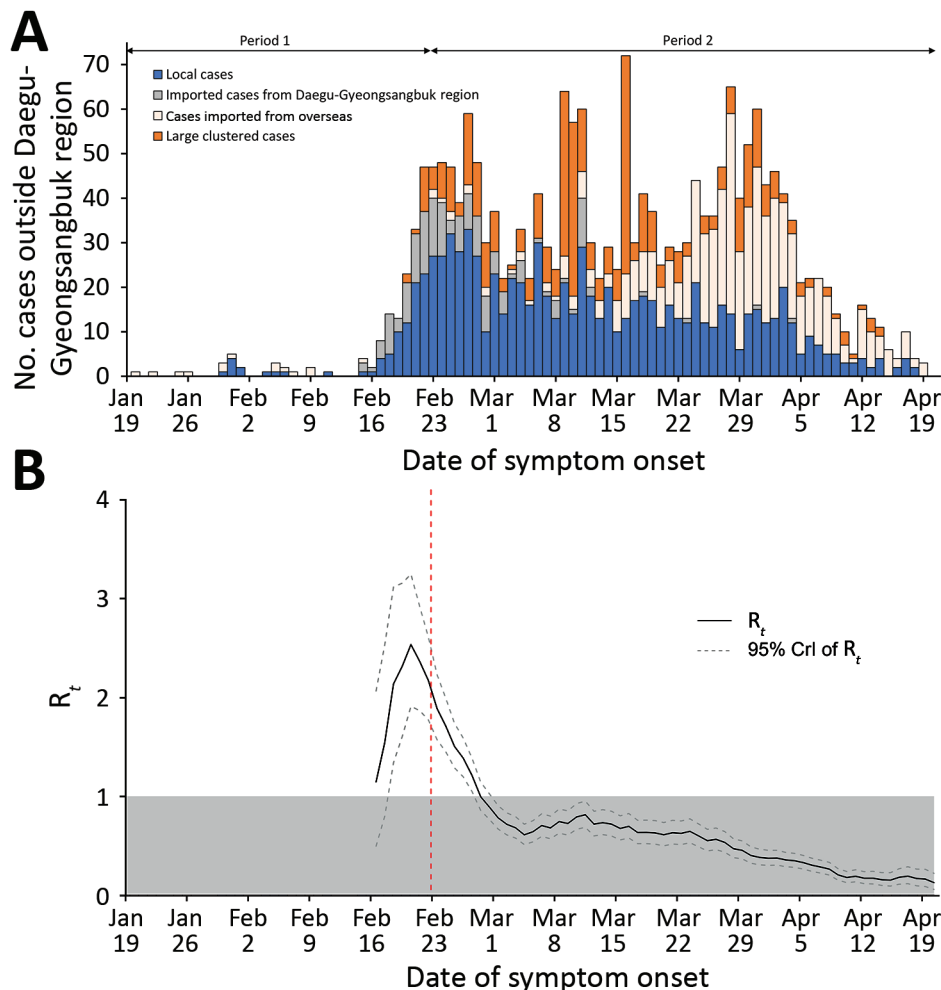 A
Period 1
Period 2
No. cases outside Daegu-
Gyeongsangbuk region
70
60
50
40
30
20
10
0
Local cases
Imported cases from Daegu-Gyeongsangbuk region
Cases imported from overseas
Large clustered cases
Jan Jan Feb Feb Feb Feb Mar Mar Mar Mar Mar Apr Apr Apr
19 26 2 9 16 23 1 8 15 22 29 5 12 19
Date of symptom onset
B
4
3
2
1
0
Rt
Rt
95% CrI of Rt
Jan Jan Feb Feb Feb Feb Mar Mar Mar Mar Mar Apr Apr Apr
19 26 2 9 16 23 1 8 15 22 29 5 12 19
Date of symptom onset